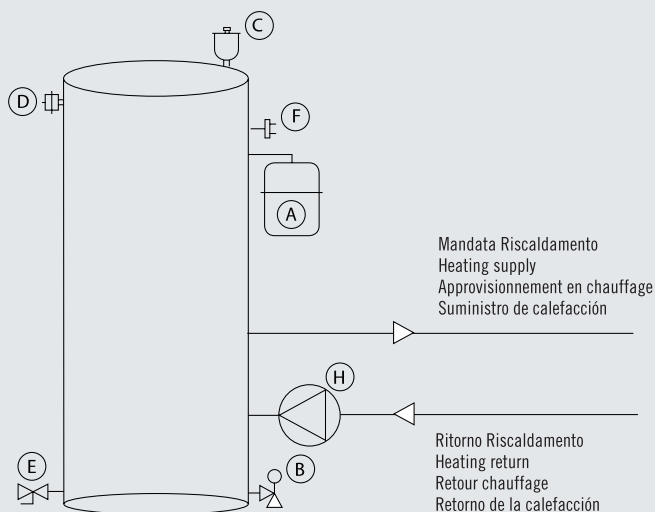 C
D
F
A
Mandata Riscaldamento
Heating supply
Approvisionnement en chauffage
Suministro de calefacción
H
Ritorno Riscaldamento
Heating return
Retour chauffage
Retorno de la calefacción
E
B